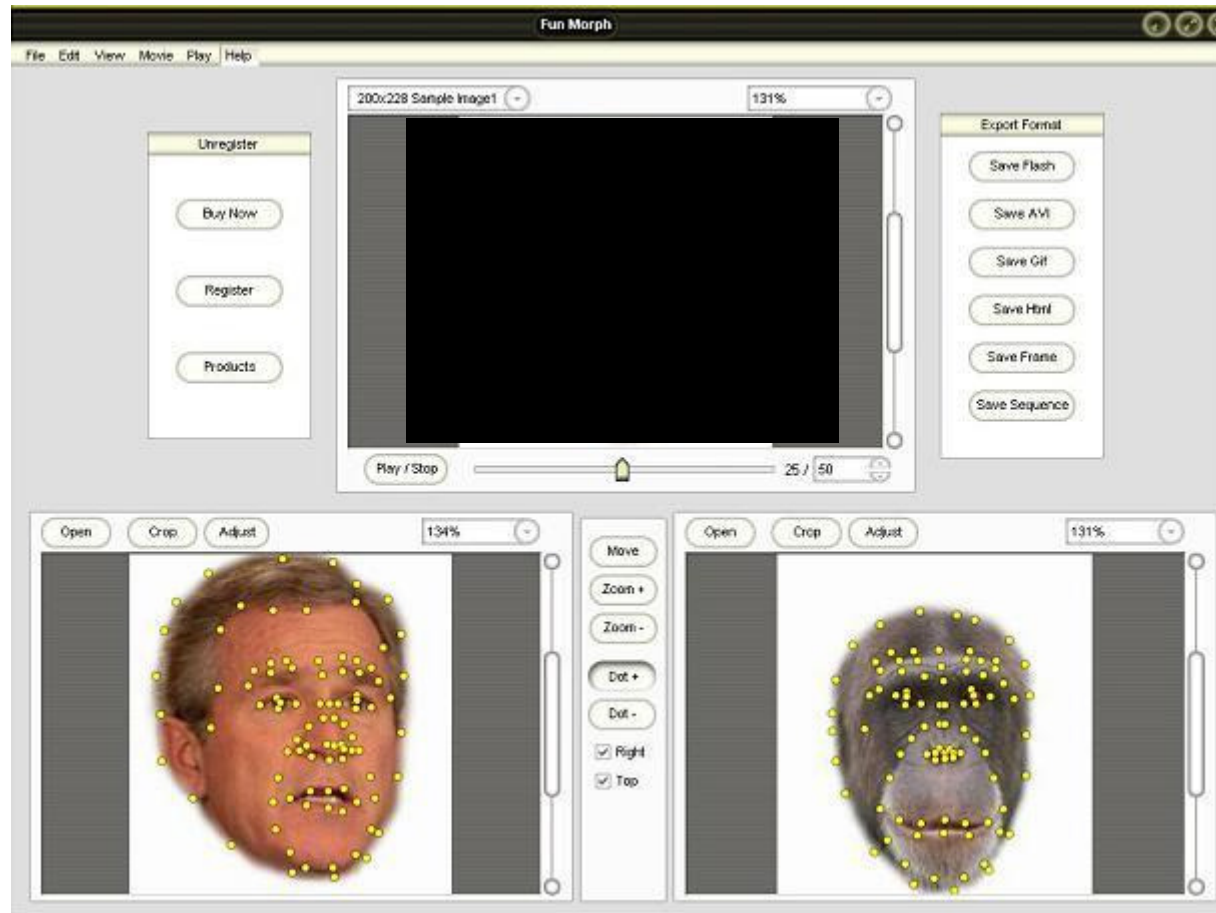 Fun Morph
File Edit View Movie Play Help
200x228 Sample Image1
131%
Unregister
Buy Now
Register
Products
Export Format
Save Flash
Save AVI
Save Gif
Save Html
Save Frame
Save Sequence
Play / Stop
25 / 50
Open Crop Adjust 134%
Move
Zoom +
Zoom -
Dot +
Dot -
Right
Top
Open Crop Adjust 131%